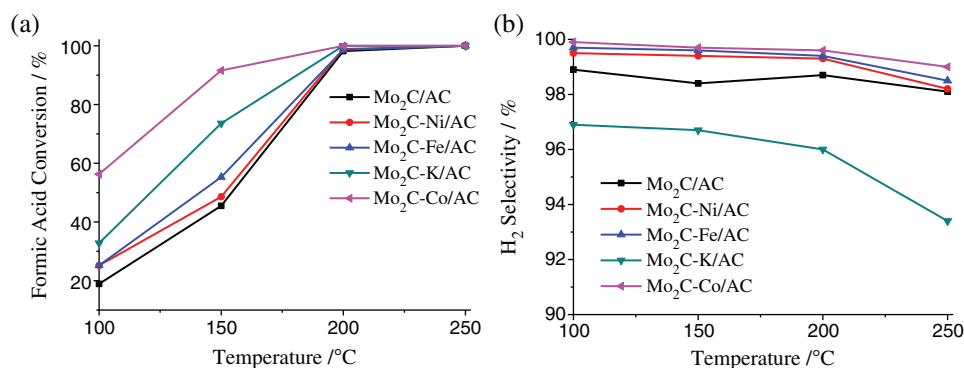 (a)
100
80
60
40
20
Formic Acid Conversion / %
Mo₂C/AC
Mo₂C-Ni/AC
Mo₂C-Fe/AC
Mo₂C-K/AC
Mo₂C-Co/AC
100 150 200 250
Temperature /°C
(b)
100
98
96
94
92
90
H₂ Selectivity / %
Mo₂C/AC
Mo₂C-Ni/AC
Mo₂C-Fe/AC
Mo₂C-K/AC
Mo₂C-Co/AC
100 150 200 250
Temperature /°C